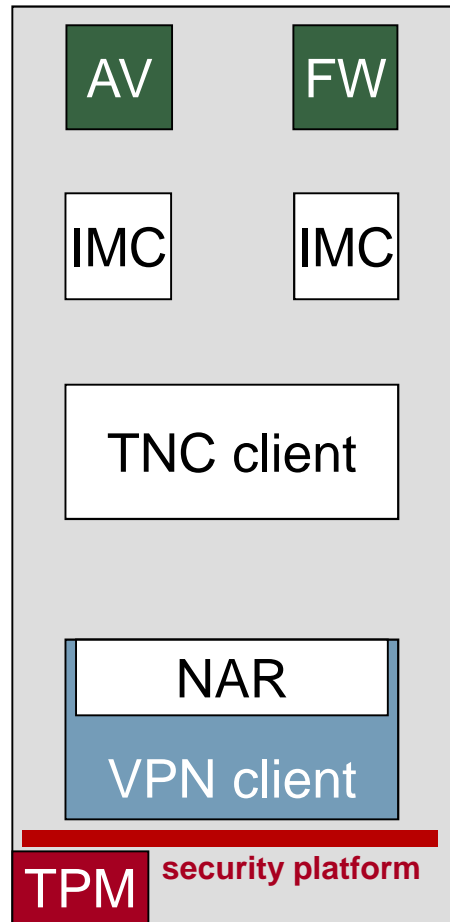 AV
FW
IMC
IMC
TNC client
NAR
VPN client
security platform
TPM